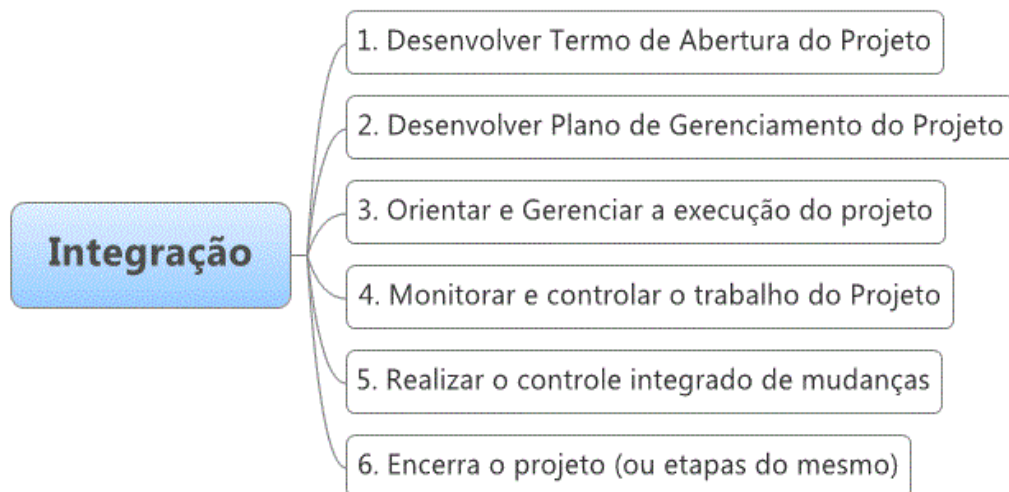 Integração
1. Desenvolver Termo de Abertura do Projeto
2. Desenvolver Plano de Gerenciamento do Projeto
3. Orientar e Gerenciar a execução do projeto
4. Monitorar e controlar o trabalho do Projeto
5. Realizar o controle integrado de mudanças
6. Encerra o projeto (ou etapas do mesmo)